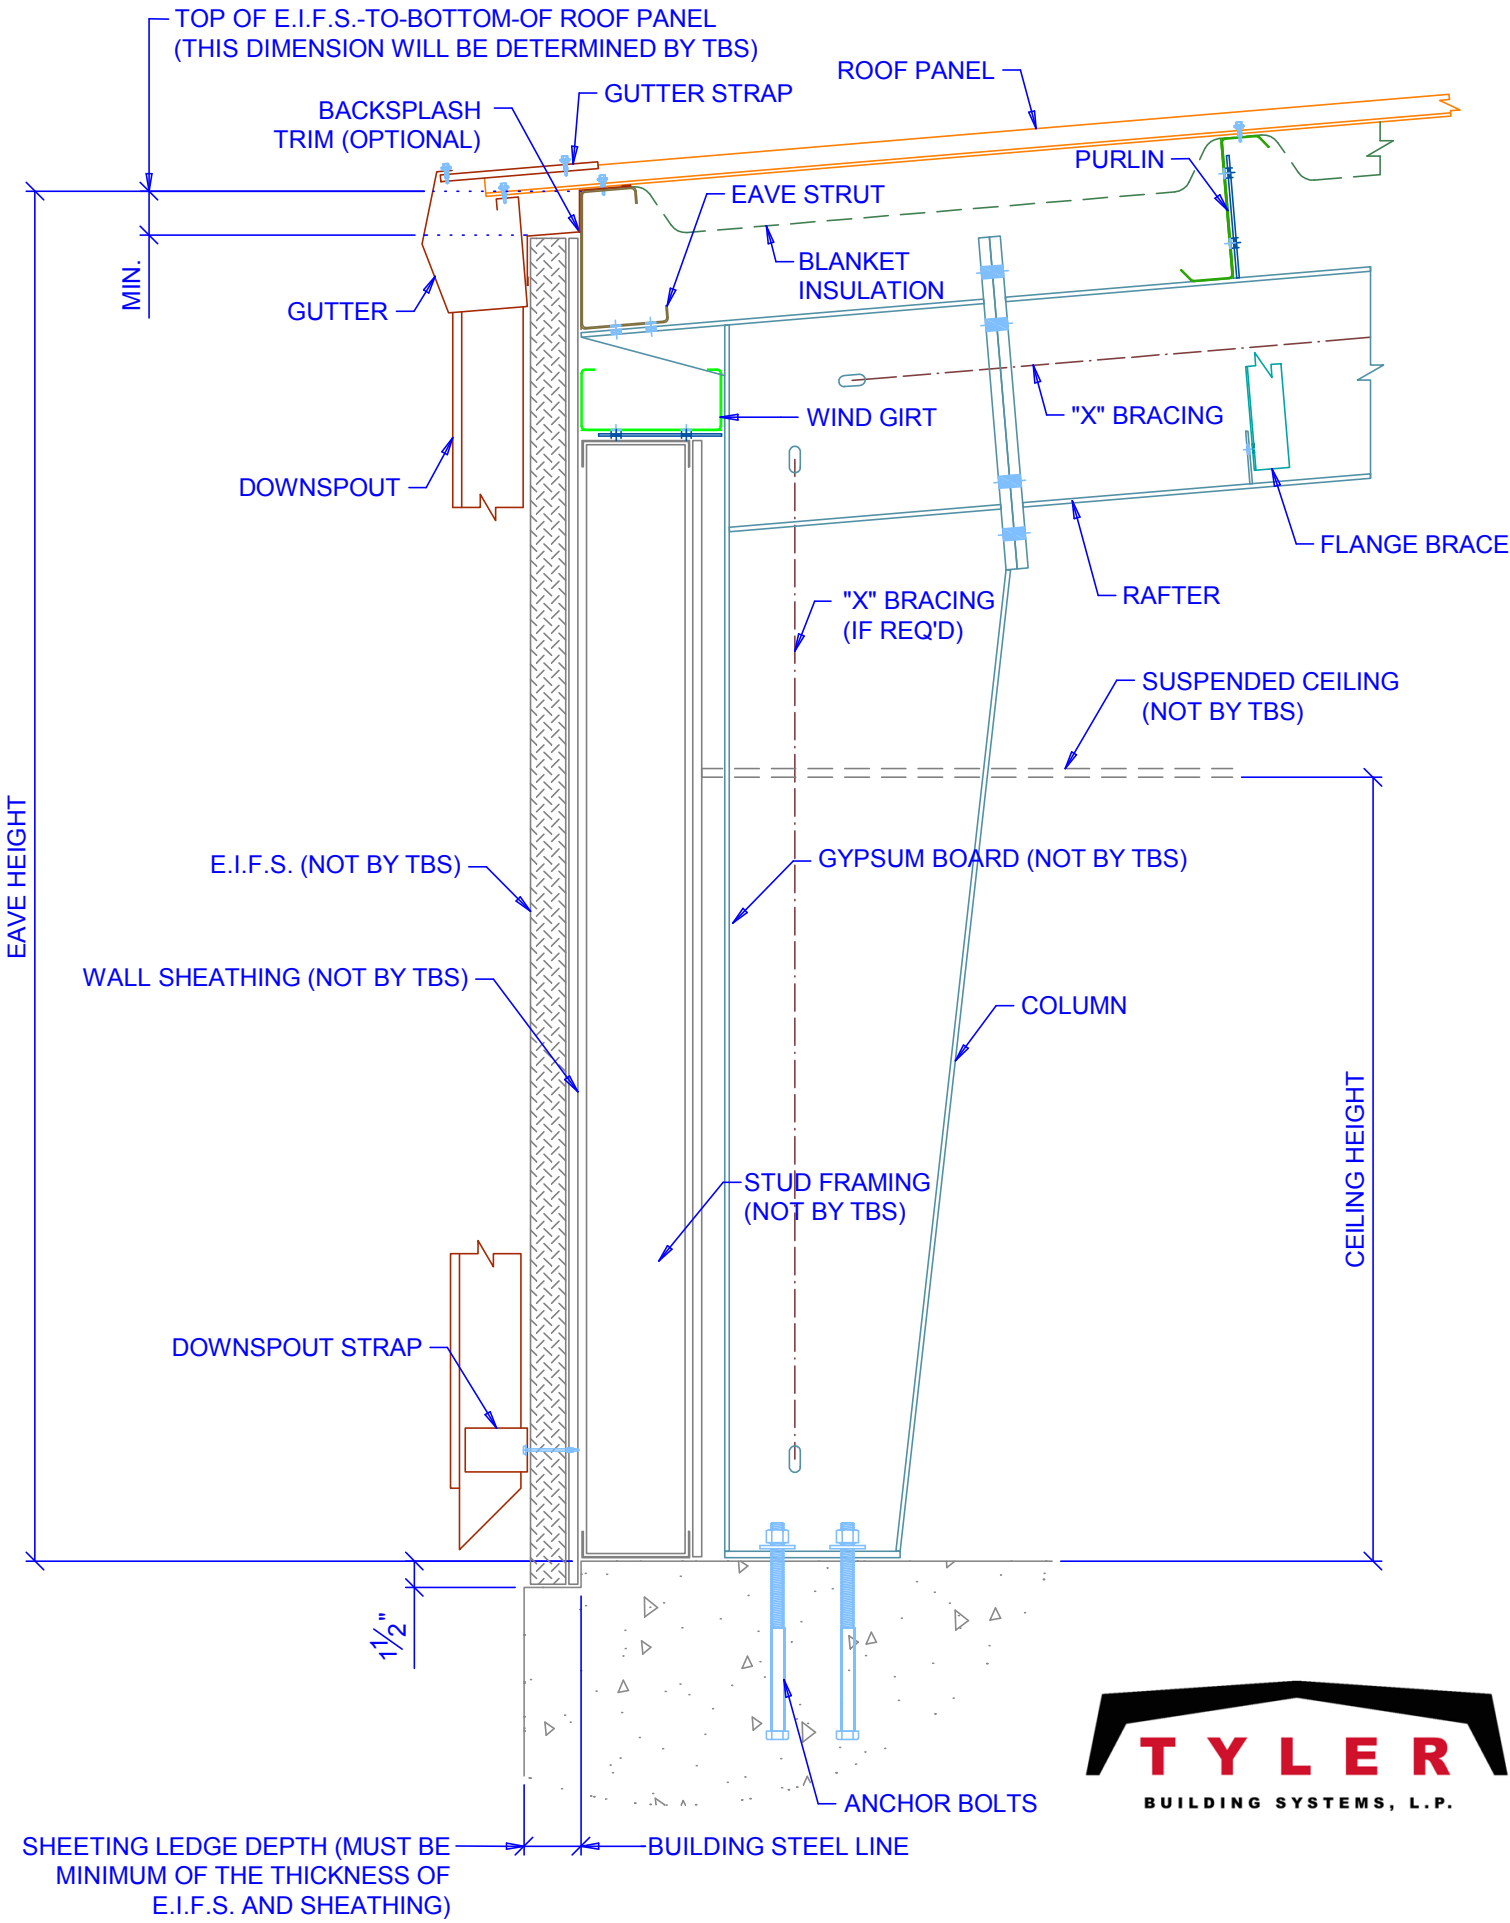 TOP OF E.I.F.S.-TO-BOTTOM-OF ROOF PANEL
(THIS DIMENSION WILL BE DETERMINED BY TBS)
ROOF PANEL
GUTTER STRAP
BACKSPLASH
TRIM (OPTIONAL)
PURLIN
EAVE STRUT
BLANKET
INSULATION
MIN.
GUTTER
WIND GIRT
"X" BRACING
DOWNSPOUT
FLANGE BRACE
RAFTER
"X" BRACING
(IF REQ'D)
SUSPENDED CEILING
(NOT BY TBS)
EAVE HEIGHT
E.I.F.S. (NOT BY TBS)
GYPSUM BOARD (NOT BY TBS)
WALL SHEATHING (NOT BY TBS)
COLUMN
CEILING HEIGHT
STUD FRAMING
(NOT BY TBS)
DOWNSPOUT STRAP
1½"
TYLER
BUILDING SYSTEMS, L.P.
ANCHOR BOLTS
SHEETING LEDGE DEPTH (MUST BE
MINIMUM OF THE THICKNESS OF
E.I.F.S. AND SHEATHING)
BUILDING STEEL LINE